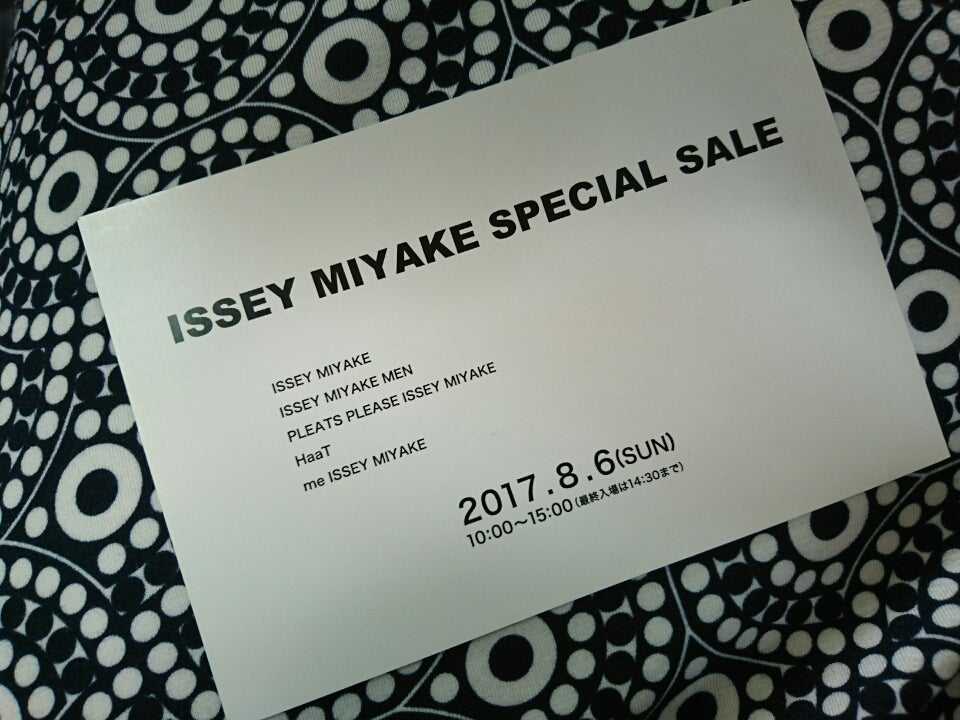 ISSEY MIYAKE SPECIAL SALE
ISSEY MIYAKE
ISSEY MIYAKE MEN
PLEATS PLEASE ISSEY MIYAKE
HaaT
me ISSEY MIYAKE
2017.8.6(SUN)
10:00〜15:00(最終入場は14:30まで)